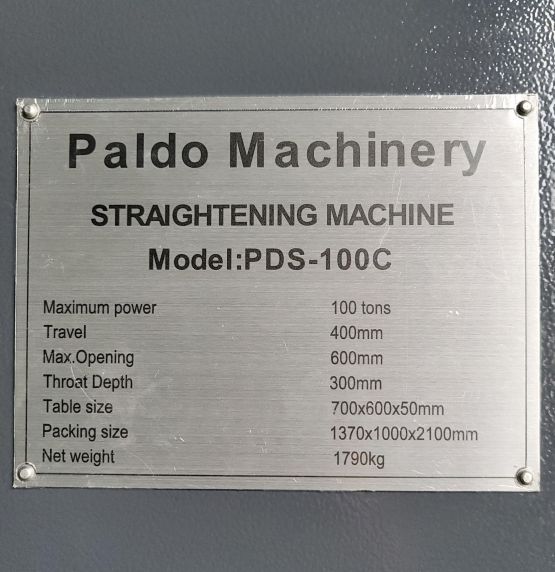 Paldo Machinery
STRAIGHTENING MACHINE
Model:PDS-100C
Maximum power 100 tons
Travel 400mm
Max.Opening 600mm
Throat Depth 300mm
Table size 700x600x50mm
Packing size 1370x1000x2100mm
Net weight 1790kg